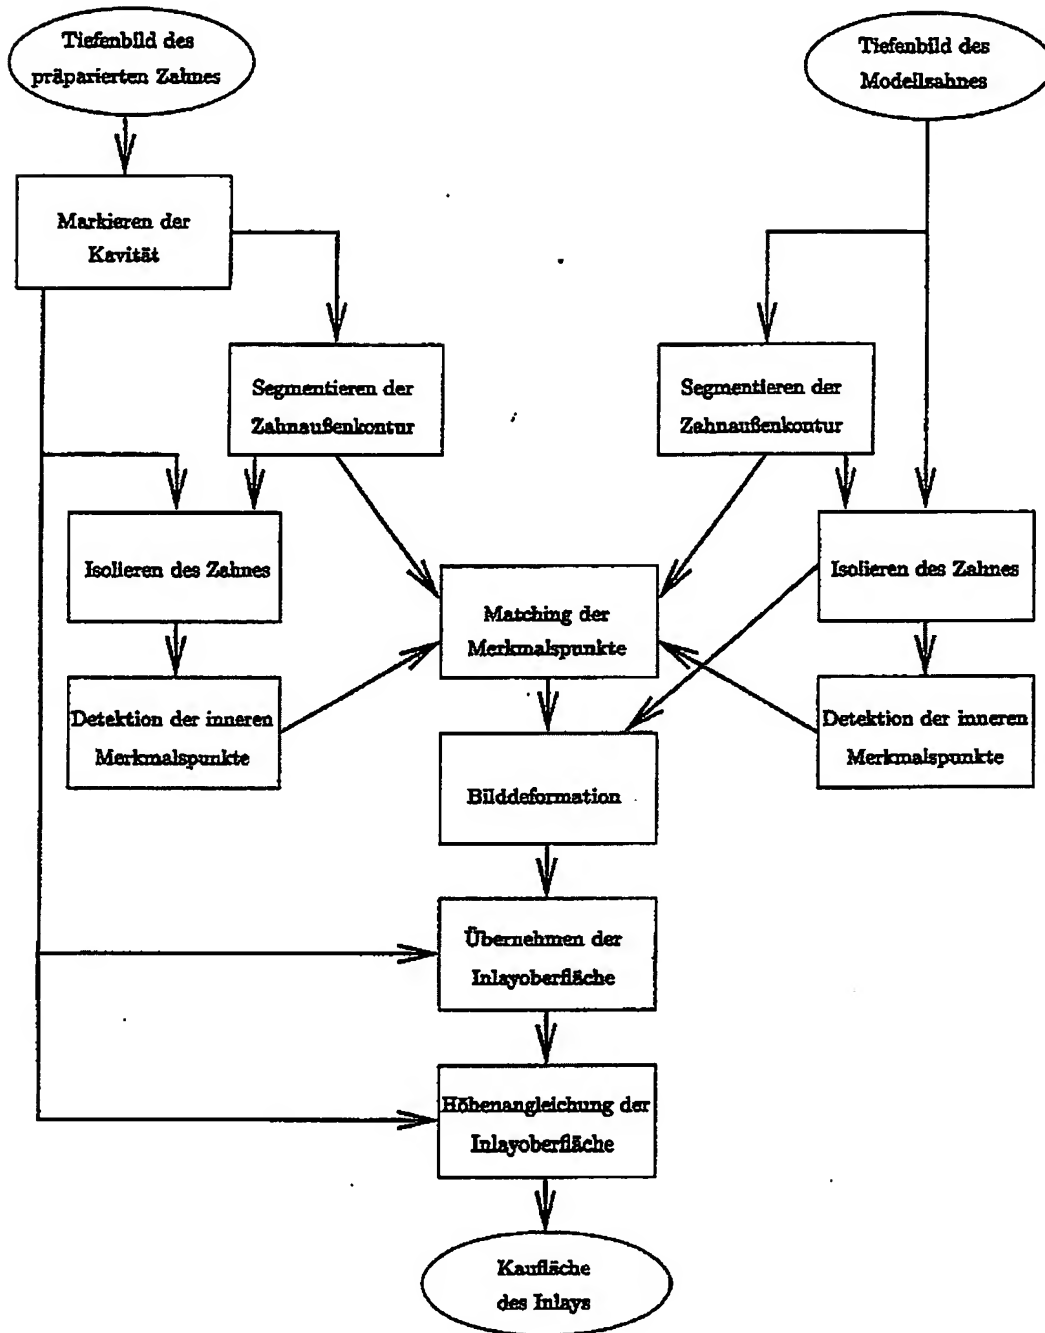 Tiefenbild des
präparierten Zahnes
Tiefenbild des
Modellsahnes
Markieren der
Kavität
Segmentieren der
Zahnaußenkontur
Segmentieren der
Zahnaußenkontur
Isolieren des Zahnes
Matching der
Merkmalspunkte
Isolieren des Zahnes
Detektion der inneren
Merkmalspunkte
Detektion der inneren
Merkmalspunkte
Bilddeformation
Übernehmen der
Inlayoberfläche
Höhenangleichung der
Inlayoberfläche
Kaufläche
des Inlays